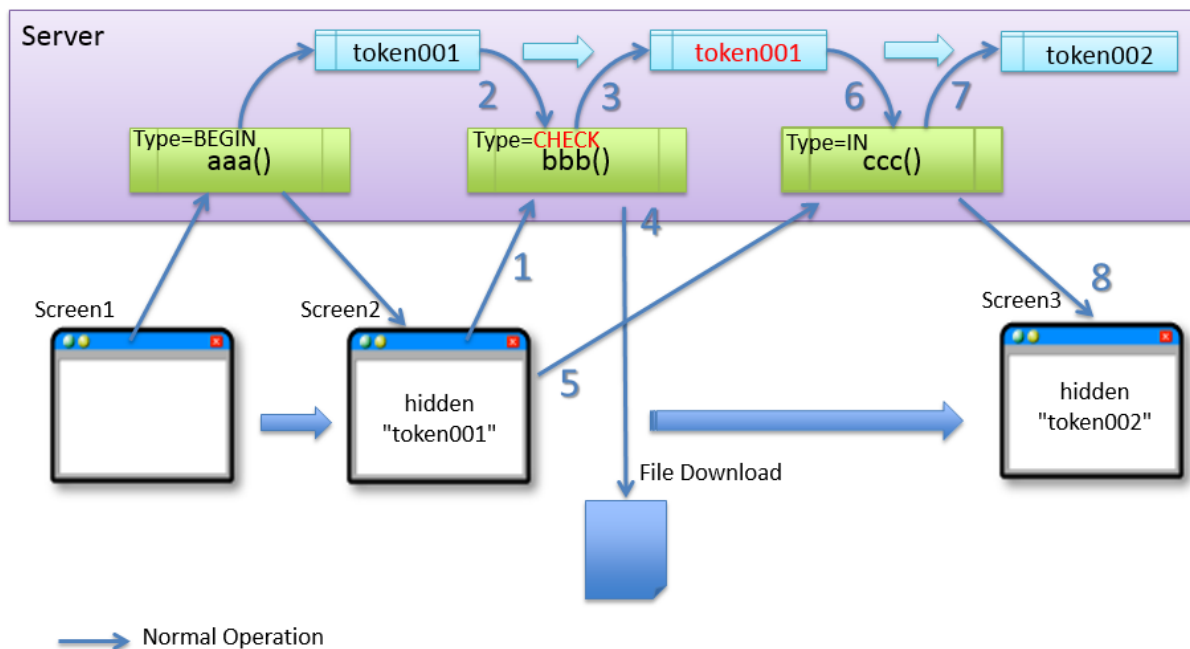 Server
token001
token001
token002
2
3
6
7
Type=BEGIN
aaa()
Type=CHECK
bbb()
Type=IN
ccc()
4
1
8
Screen1
Screen2
Screen3
5
hidden
"token001"
hidden
"token002"
File Download
Normal Operation